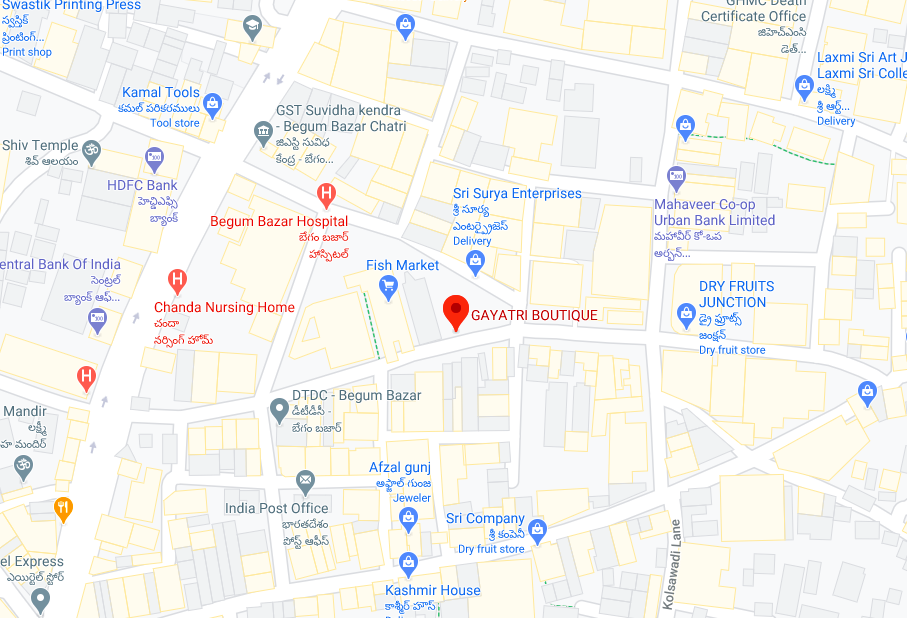 Swastik Printing Press
స్వస్తిక్
ప్రింటింగ్...
Print shop
GHMC Death
Certificate Office
జిహెచ్ఎంసి
డెత్...
Laxmi Sri Art J
Laxmi Sri Colle
లక్ష్మీ
శ్రీ ఆర్ట్...
Delivery
Kamal Tools
కమల్ పరికరములు
Tool store
GST Suvidha kendra
- Begum Bazar Chatri
జిఎస్టి సువిధ
కేంద్ర - బేగం...
Shiv Temple
శివ్ ఆలయం
HDFC Bank
హెచ్డిఎఫ్సి
బ్యాంక్
Begum Bazar Hospital
బేగం బజార్
హాస్పిటల్
Sri Surya Enterprises
శ్రీ సూర్య
ఎంటర్ప్రైజెస్
Delivery
Mahaveer Co-op
Urban Bank Limited
మహావీర్ కో-ఒప
అర్బన్...
entral Bank Of India
సెంట్రల్
బ్యాంక్ ఆఫ్...
Fish Market
Chanda Nursing Home
చందా
నర్సింగ్ హోమ్
GAYATRI BOUTIQUE
DRY FRUITS
JUNCTION
డ్రై ఫ్రూట్స్
జంక్షన్
Dry fruit store
DTDC - Begum Bazar
డీటీడీసీ -
బేగం బజార్
Mandir
లక్ష్మీ
హ మందిర్
Afzal gunj
అఫ్జాల్ గుంజ
Jeweler
India Post Office
భారతదేశం
పోస్ట్ ఆఫీస్
Sri Company
శ్రీ కంపెనీ
Dry fruit store
el Express
ఎయిర్టెల్ స్టోర్
Kashmir House
కాశ్మీర్ హౌస్
Kolsawadi Lane